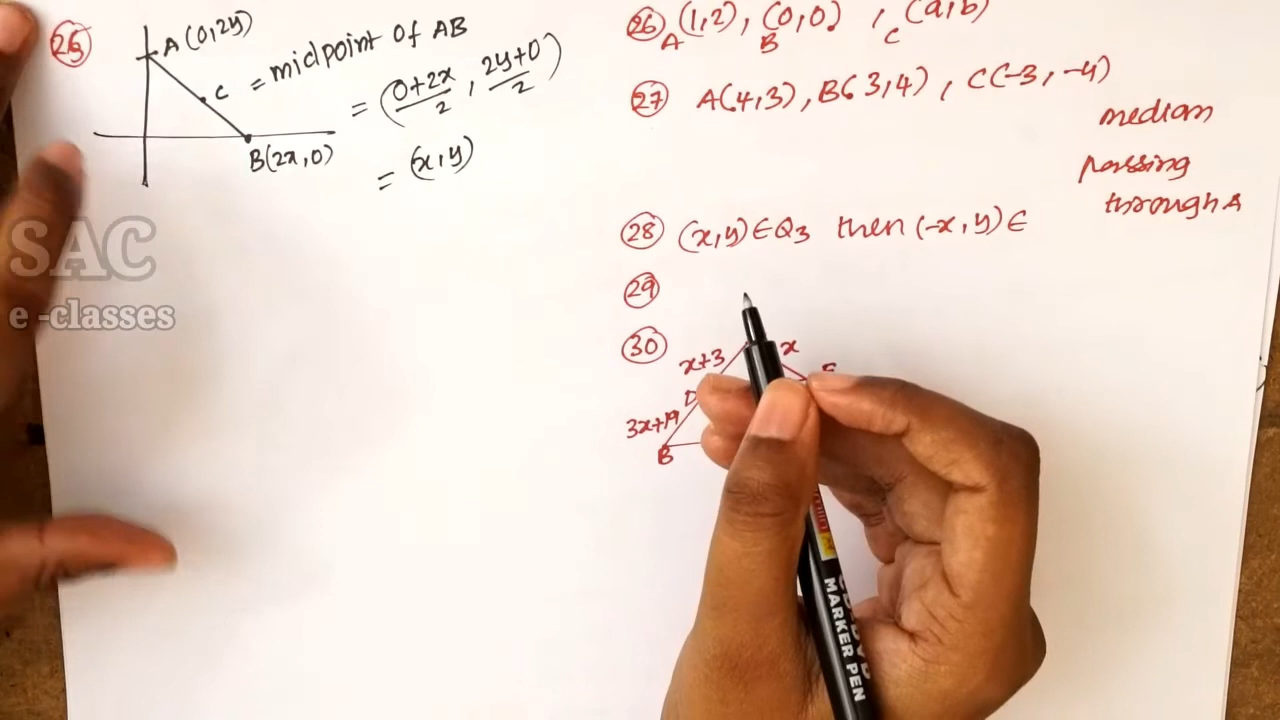 25
A (0,2y)
C = midpoint of AB
= (0+2x/2, 2y+0/2)
B(2x,0)
= (x,y)
26 (1,2), (0,0), (a,b)
A B C
27 A(4,3), B(3,4), C(-3,-4)
median
passing
through A
28 (x,y)∈Q3 then (-x,y)∈
29
30
x+3 x
D
3x+19
B
SAC
e-classes
MARKER PEN